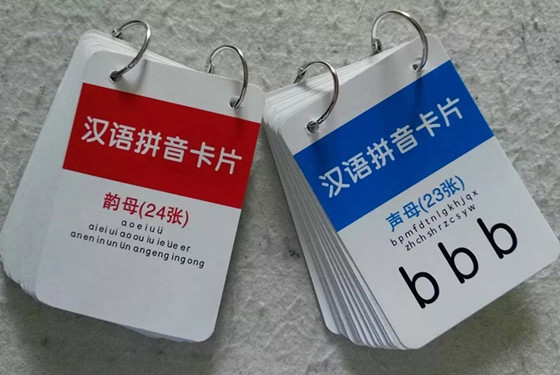 汉语拼音卡片
韵母(24张)
a o e i u ü
ai ei ui ao ou iu ie üe er
an en in un ün ang eng ing ong
汉语拼音卡片
声母(23张)
b p m f d t n l g k h j q x
zh ch sh r z c s y w
b b b